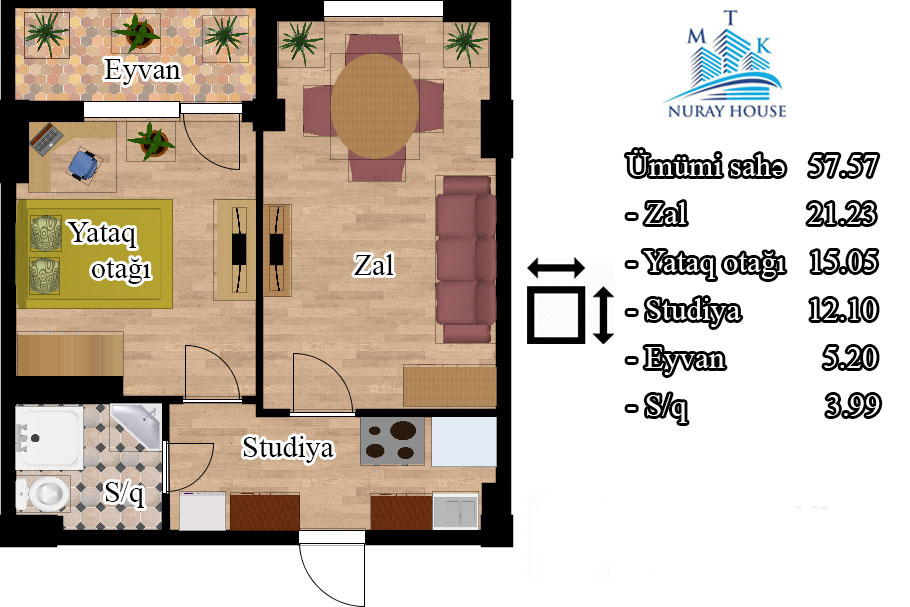 Eyvan
Yataq
otağı
Zal
Studiya
S/q
M T K
NURAY HOUSE
Ümümi sahə 57.57
- Zal 21.23
- Yataq otağı 15.05
- Studiya 12.10
- Eyvan 5.20
- S/q 3.99